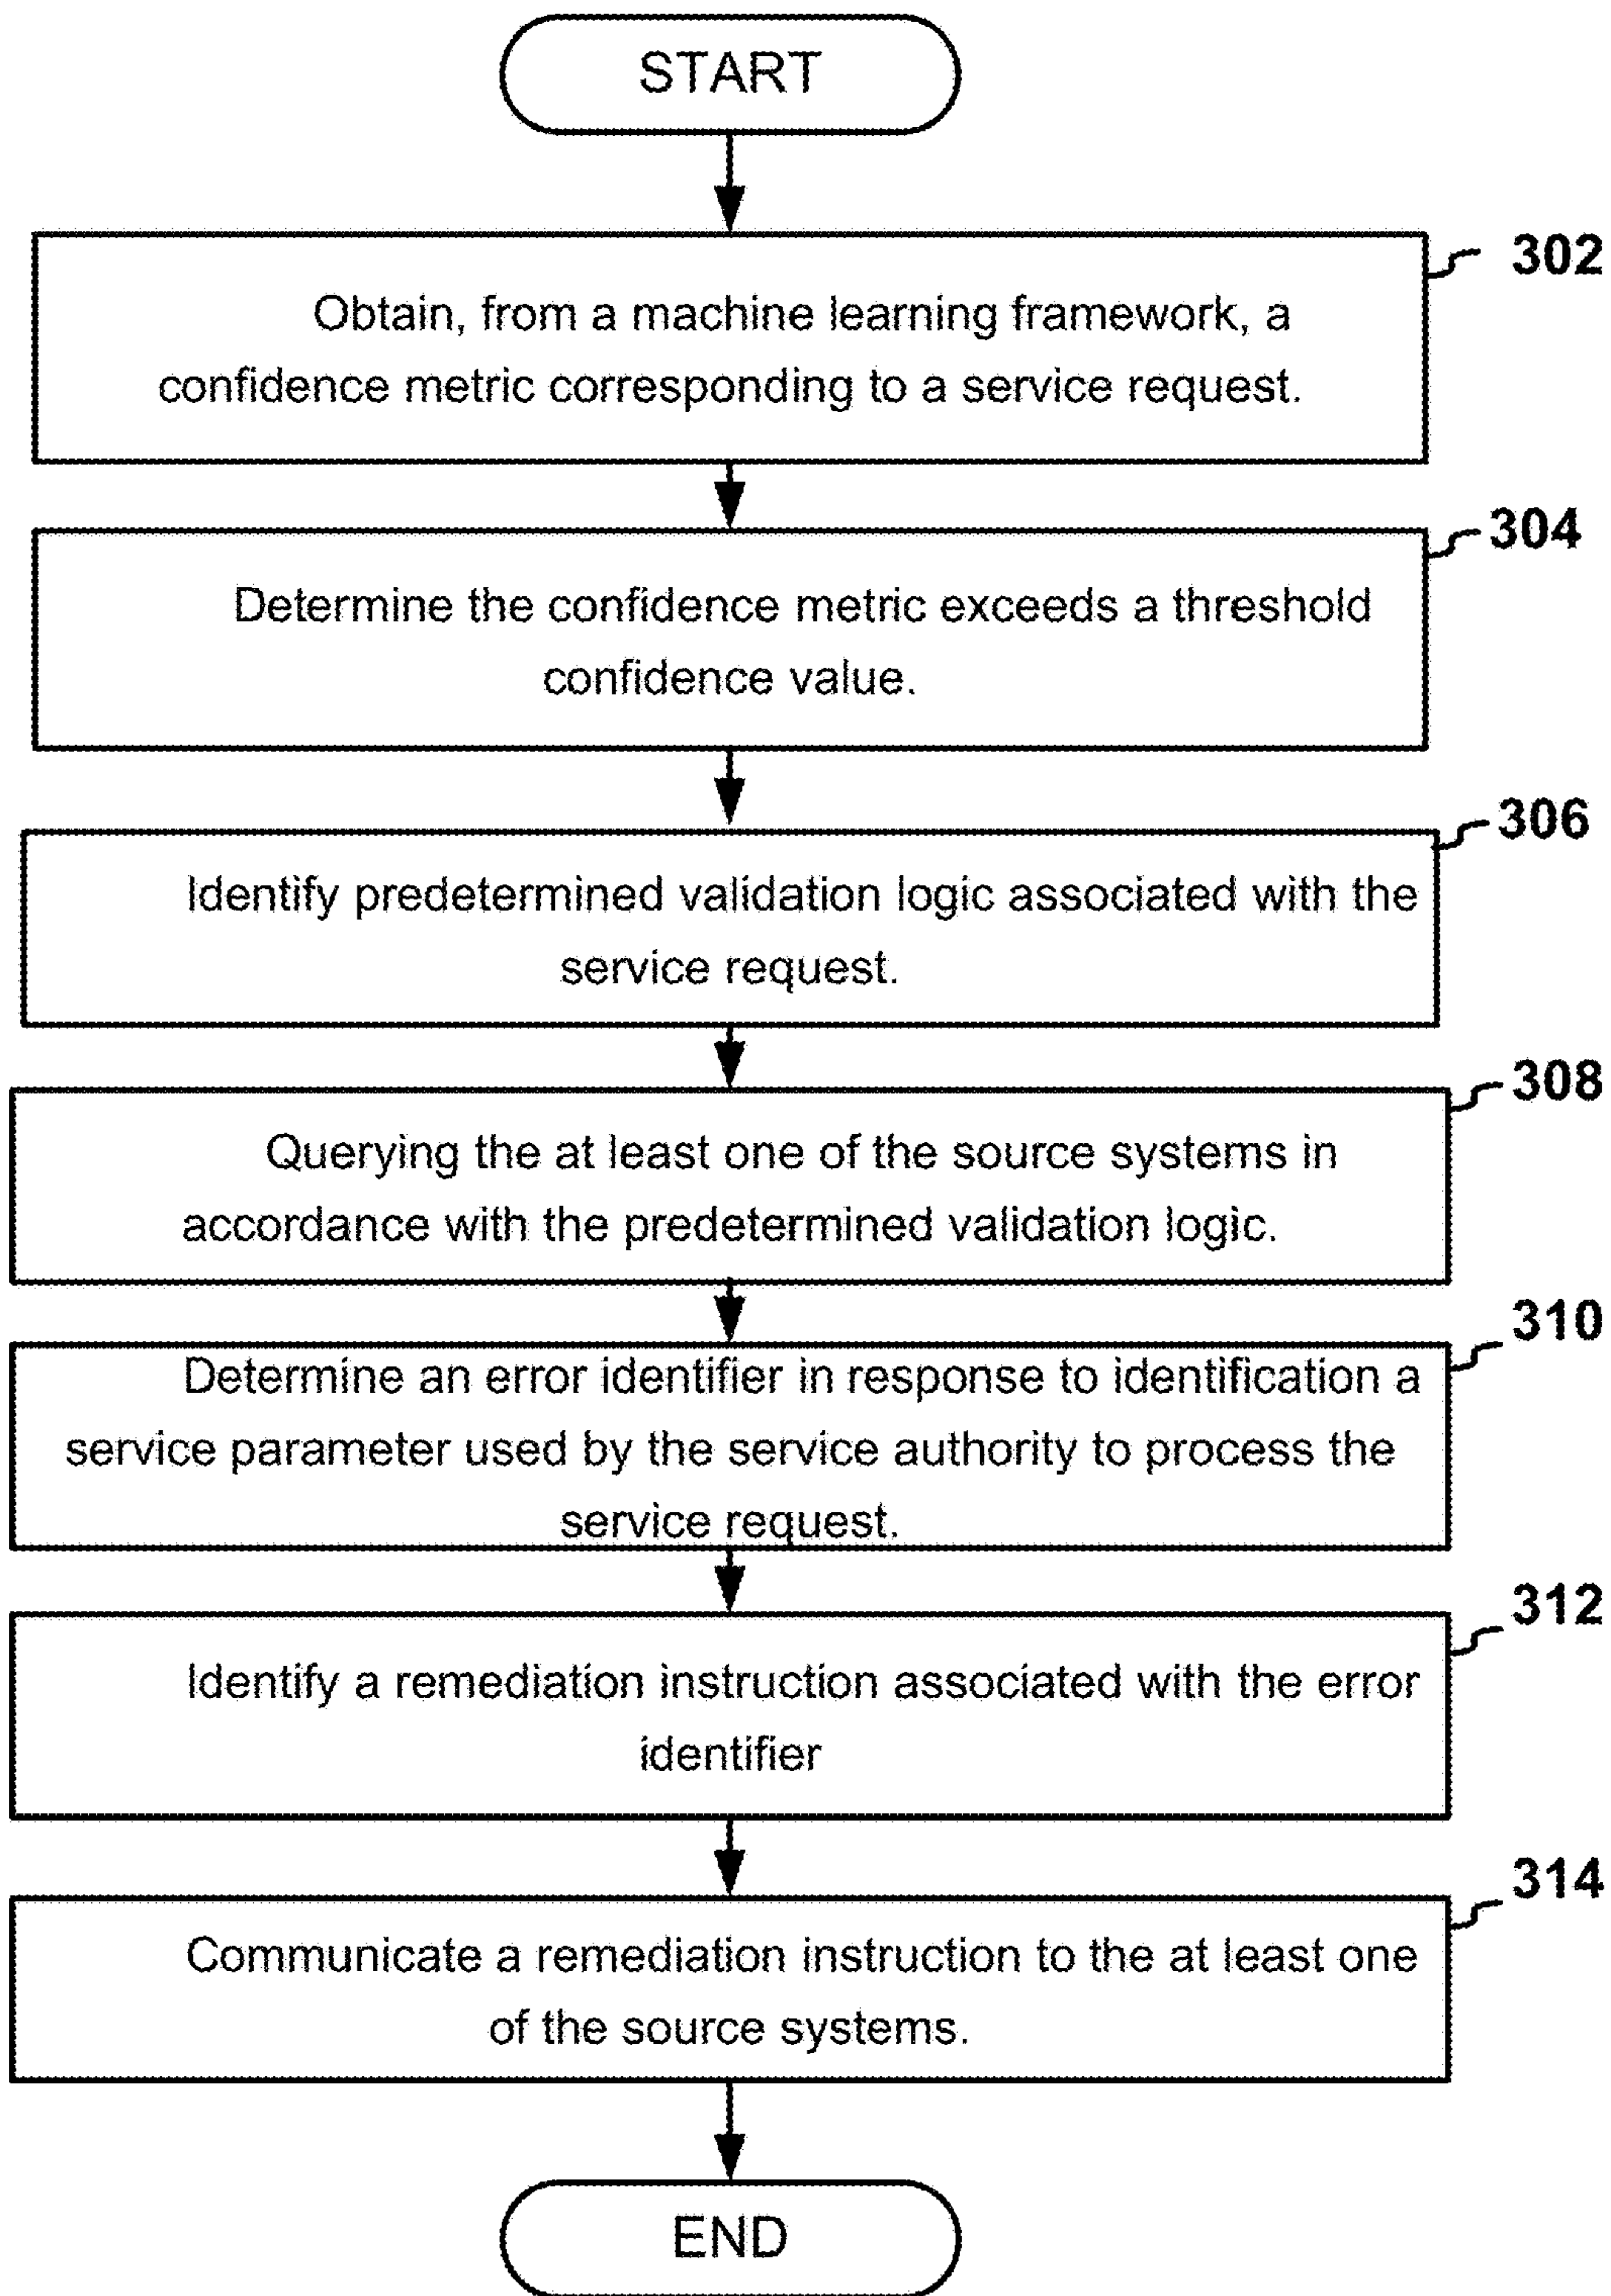 START
302
Obtain, from a machine learning framework, a
confidence metric corresponding to a service request.
304
Determine the confidence metric exceeds a threshold
confidence value.
306
Identify predetermined validation logic associated with the
service request.
308
Querying the at least one of the source systems in
accordance with the predetermined validation logic.
310
Determine an error identifier in response to identification a
service parameter used by the service authority to process the
service request.
312
Identify a remediation instruction associated with the error
identifier
314
Communicate a remediation instruction to the at least one
of the source systems.
END